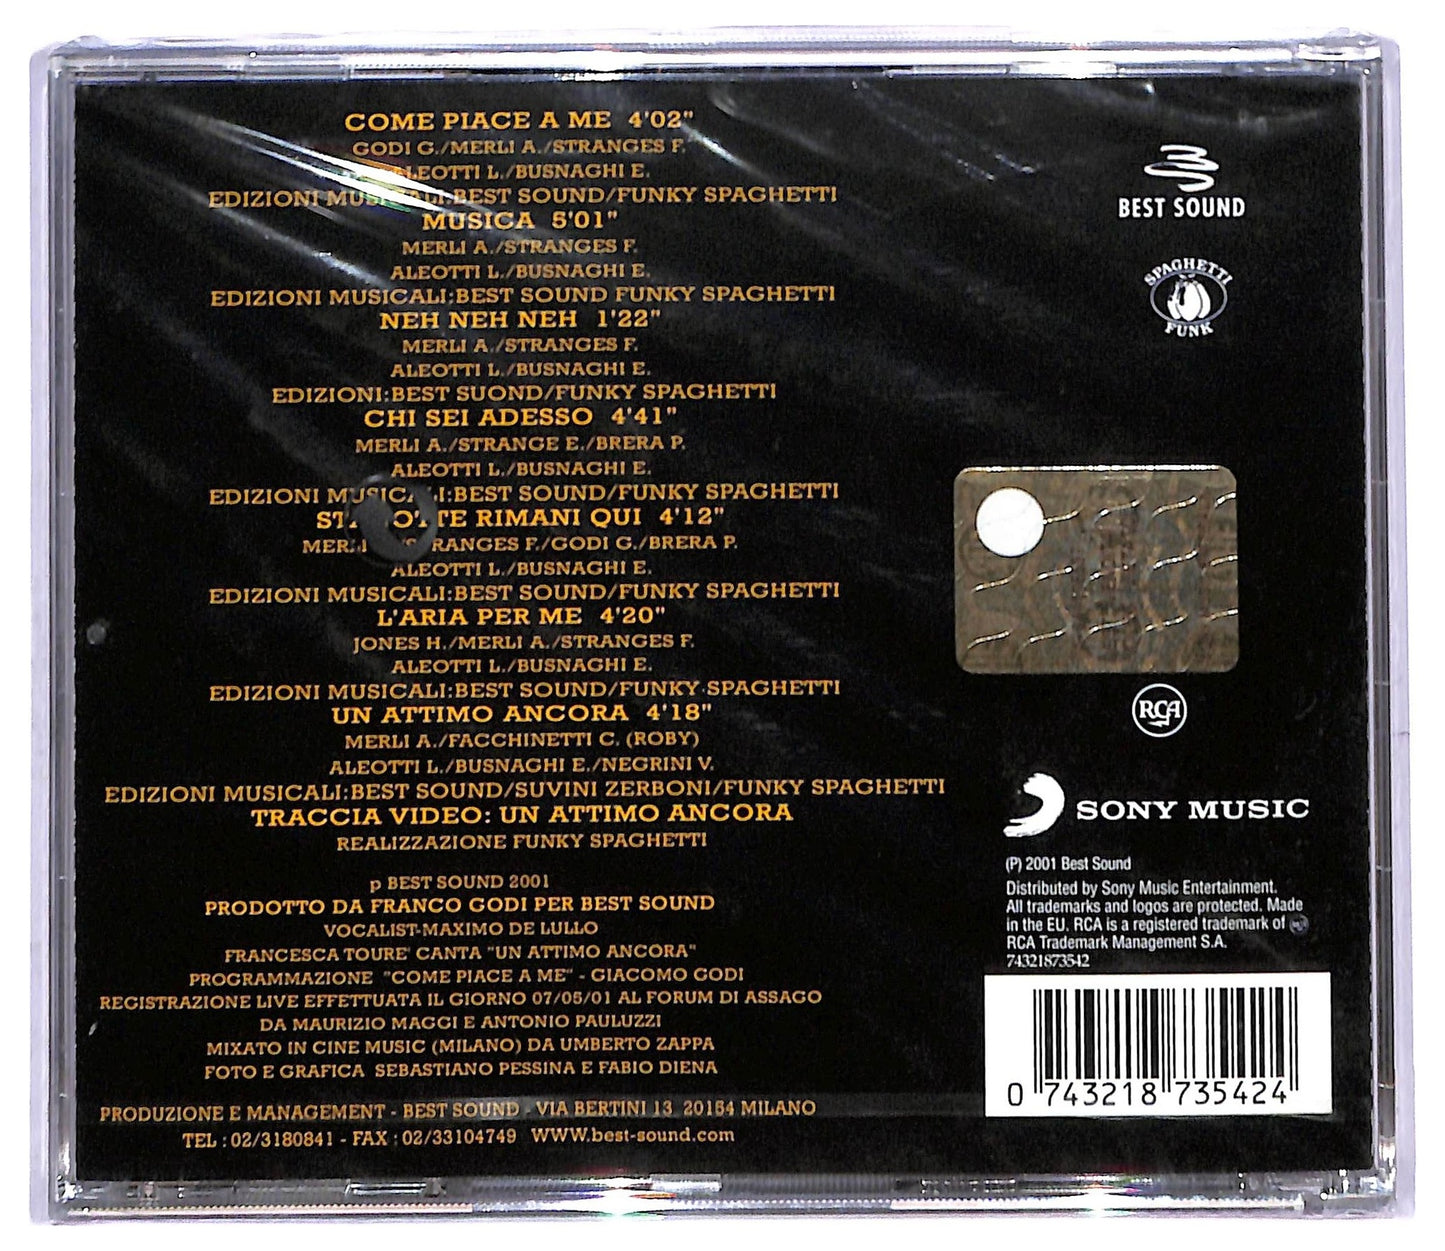 COME PIACE A ME 4'02"
GODI G./MERLI A./STRANGES F.
ALEOTTI L./BUSNAGHI E.
EDIZIONI MUSICALI:BEST SOUND/FUNKY SPAGHETTI
MUSICA 5'01"
MERLI A./STRANGES F.
ALEOTTI L./BUSNAGHI E.
EDIZIONI MUSICALI:BEST SOUND FUNKY SPAGHETTI
NEH NEH NEH 1'22"
MERLI A./STRANGES F.
ALEOTTI L./BUSNAGHI E.
EDIZIONI:BEST SUOND/FUNKY SPAGHETTI
CHI SEI ADESSO 4'41"
MERLI A./STRANGE E./BRERA P.
ALEOTTI L./BUSNAGHI E.
EDIZIONI MUSICALI:BEST SOUND/FUNKY SPAGHETTI
STANOTTE RIMANI QUI 4'12"
MERLI A./STRANGES F./GODI G./BRERA P.
ALEOTTI L./BUSNAGHI E.
EDIZIONI MUSICALI:BEST SOUND/FUNKY SPAGHETTI
L'ARIA PER ME 4'20"
JONES H./MERLI A./STRANGES F.
ALEOTTI L./BUSNAGHI E.
EDIZIONI MUSICALI:BEST SOUND/FUNKY SPAGHETTI
UN ATTIMO ANCORA 4'18"
MERLI A./FACCHINETTI C. (ROBY)
ALEOTTI L./BUSNAGHI E./NEGRINI V.
EDIZIONI MUSICALI:BEST SOUND/SUVINI ZERBONI/FUNKY SPAGHETTI
TRACCIA VIDEO: UN ATTIMO ANCORA
REALIZZAZIONE FUNKY SPAGHETTI
p BEST SOUND 2001
PRODOTTO DA FRANCO GODI PER BEST SOUND
VOCALIST-MAXIMO DE LULLO
FRANCESCA TOURE' CANTA "UN ATTIMO ANCORA"
PROGRAMMAZIONE "COME PIACE A ME" - GIACOMO GODI
REGISTRAZIONE LIVE EFFETTUATA IL GIORNO 07/05/01 AL FORUM DI ASSAGO
DA MAURIZIO MAGGI E ANTONIO PAULUZZI
MIXATO IN CINE MUSIC (MILANO) DA UMBERTO ZAPPA
FOTO E GRAFICA SEBASTIANO PESSINA E FABIO DIENA
PRODUZIONE E MANAGEMENT - BEST SOUND - VIA BERTINI 13 20154 MILANO
TEL : 02/3180841 - FAX : 02/33104749 WWW.best-sound.com
BEST SOUND
SPAGHETTI
FUNK
RCA
SONY MUSIC
(P) 2001 Best Sound
Distributed by Sony Music Entertainment.
All trademarks and logos are protected. Made
in the EU. RCA is a registered trademark of
RCA Trademark Management S.A.
74321873542
0 743218 735424